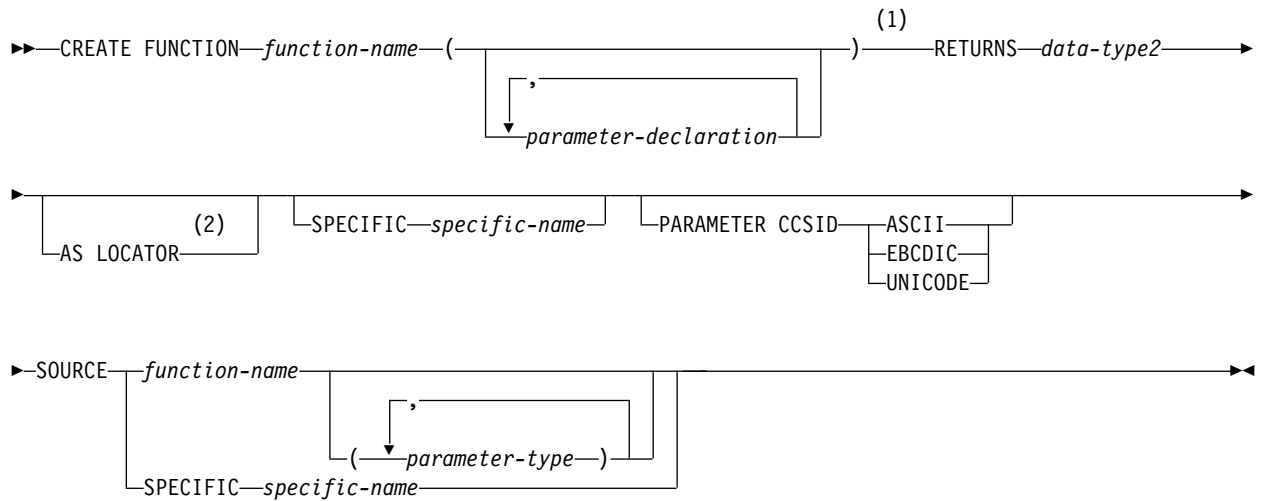 (1)
CREATE FUNCTION function-name ( ) RETURNS data-type2
,
parameter-declaration
AS LOCATOR (2) SPECIFIC specific-name PARAMETER CCSID ASCII
EBCDIC
UNICODE
SOURCE function-name
,
( parameter-type )
SPECIFIC specific-name